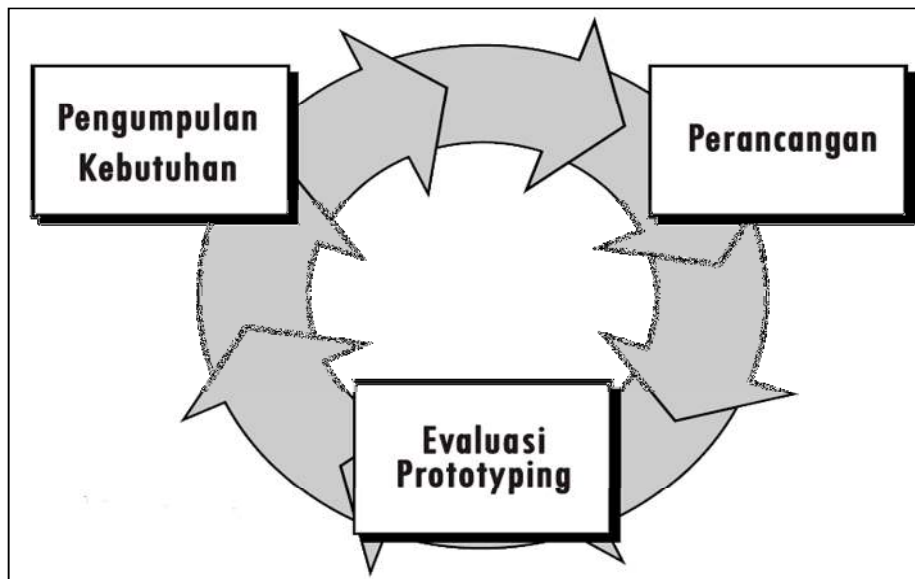 Pengumpulan
Kebutuhan
Perancangan
Evaluasi
Prototyping